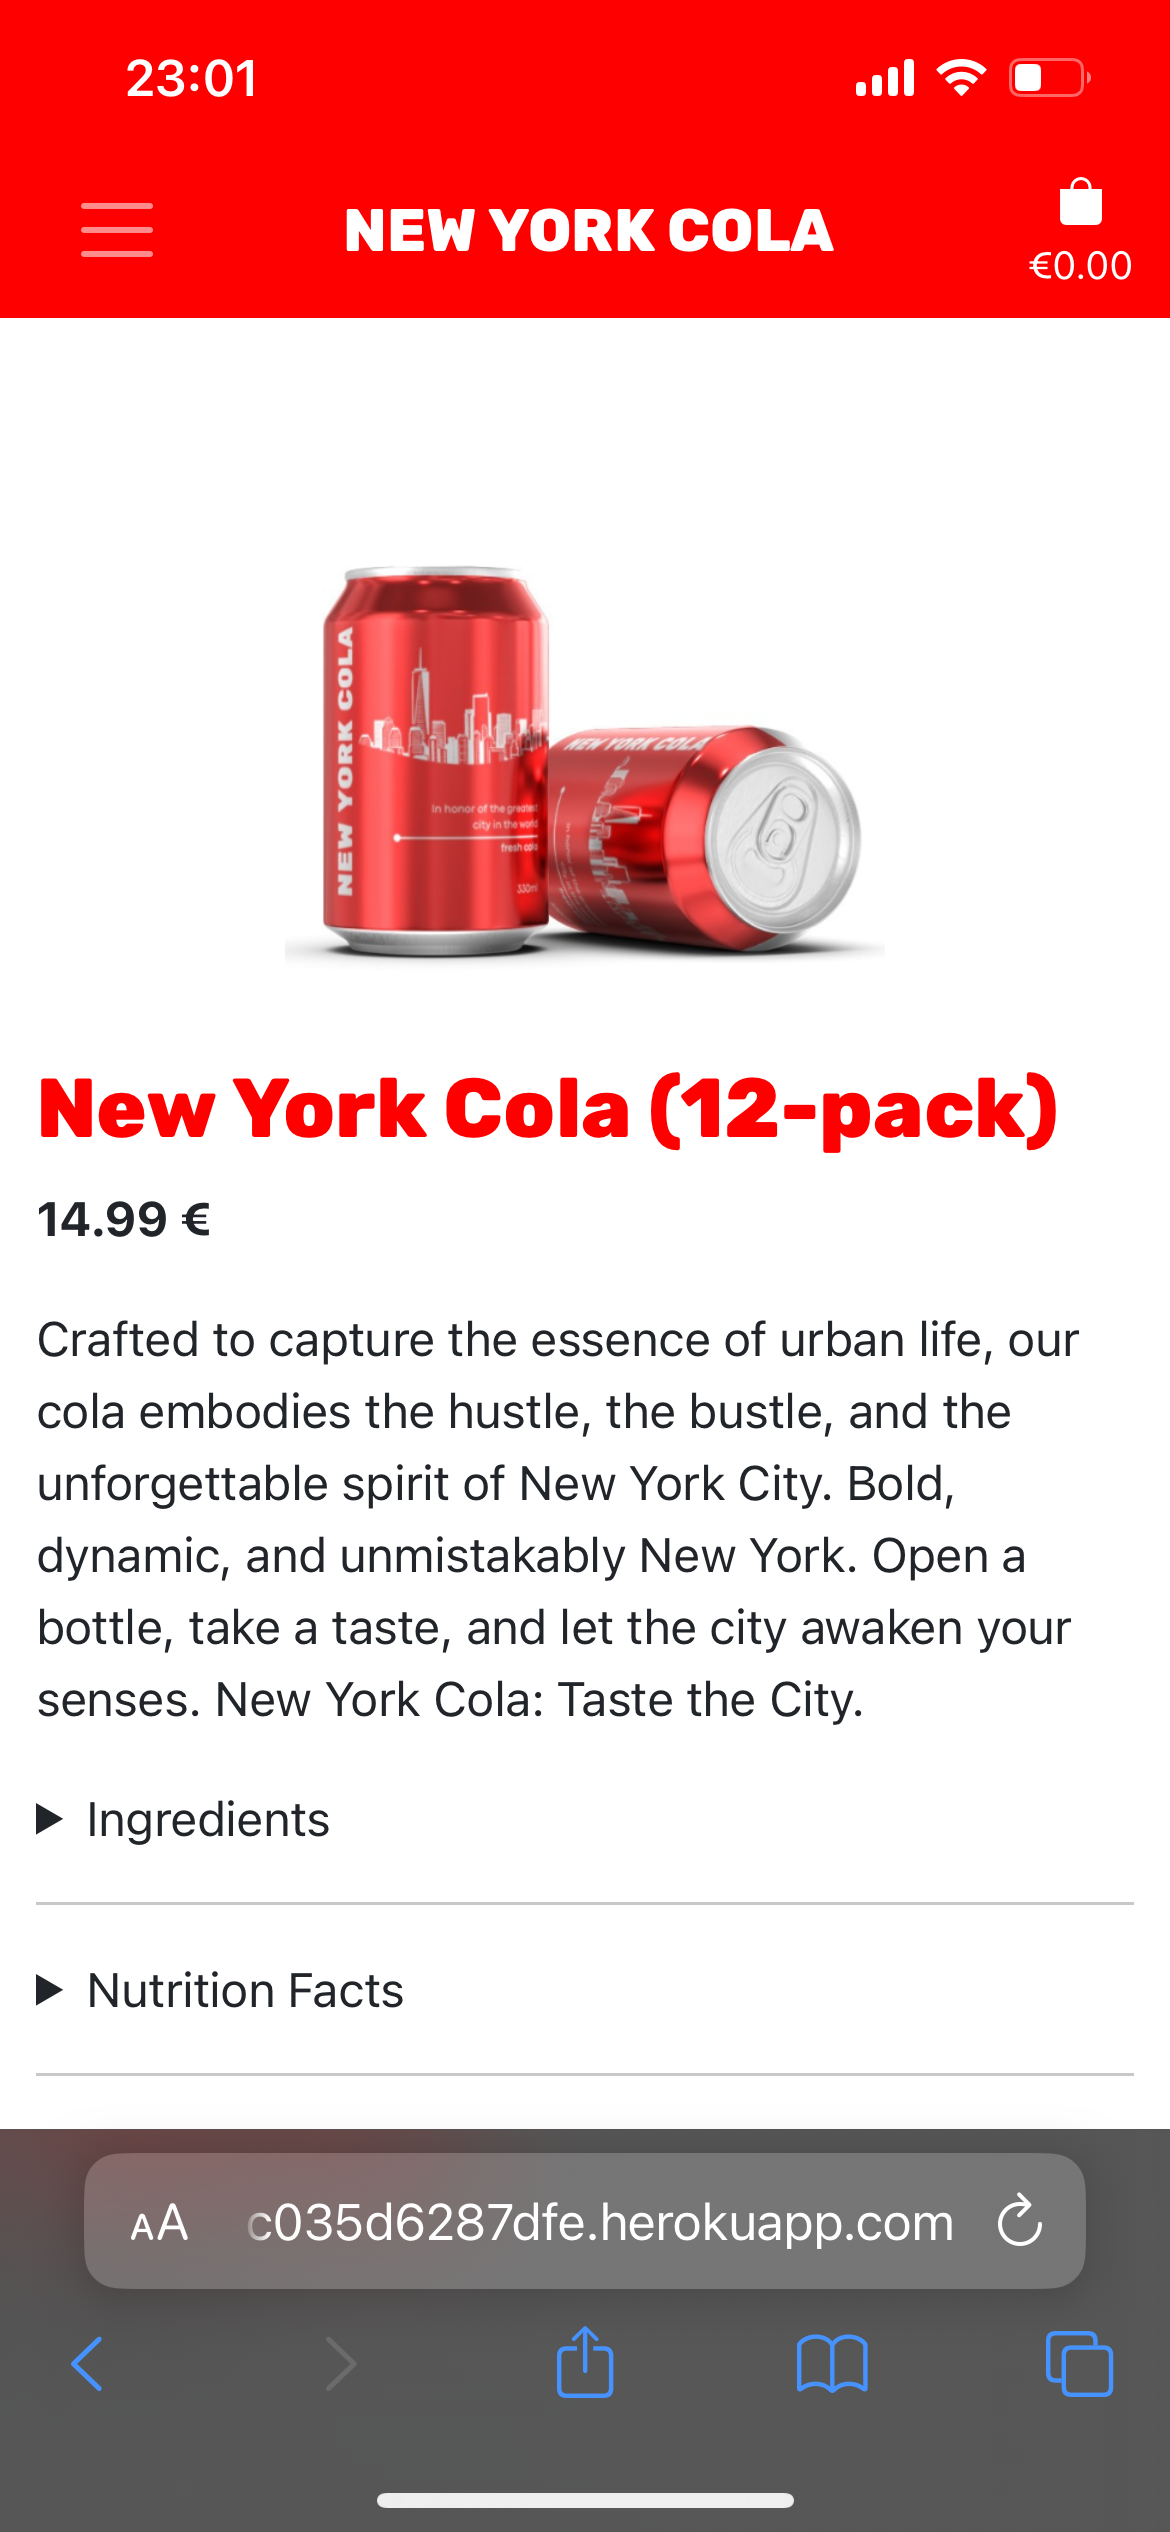 23:01
NEW YORK COLA
€0.00
NEW YORK COLA
In honor of the greatest
city in the world
fresh cola
330ml
NEW YORK COLA
New York Cola (12-pack)
14.99 €
Crafted to capture the essence of urban life, our
cola embodies the hustle, the bustle, and the
unforgettable spirit of New York City. Bold,
dynamic, and unmistakably New York. Open a
bottle, take a taste, and let the city awaken your
senses. New York Cola: Taste the City.
Ingredients
Nutrition Facts
AA c035d6287dfe.herokuapp.com